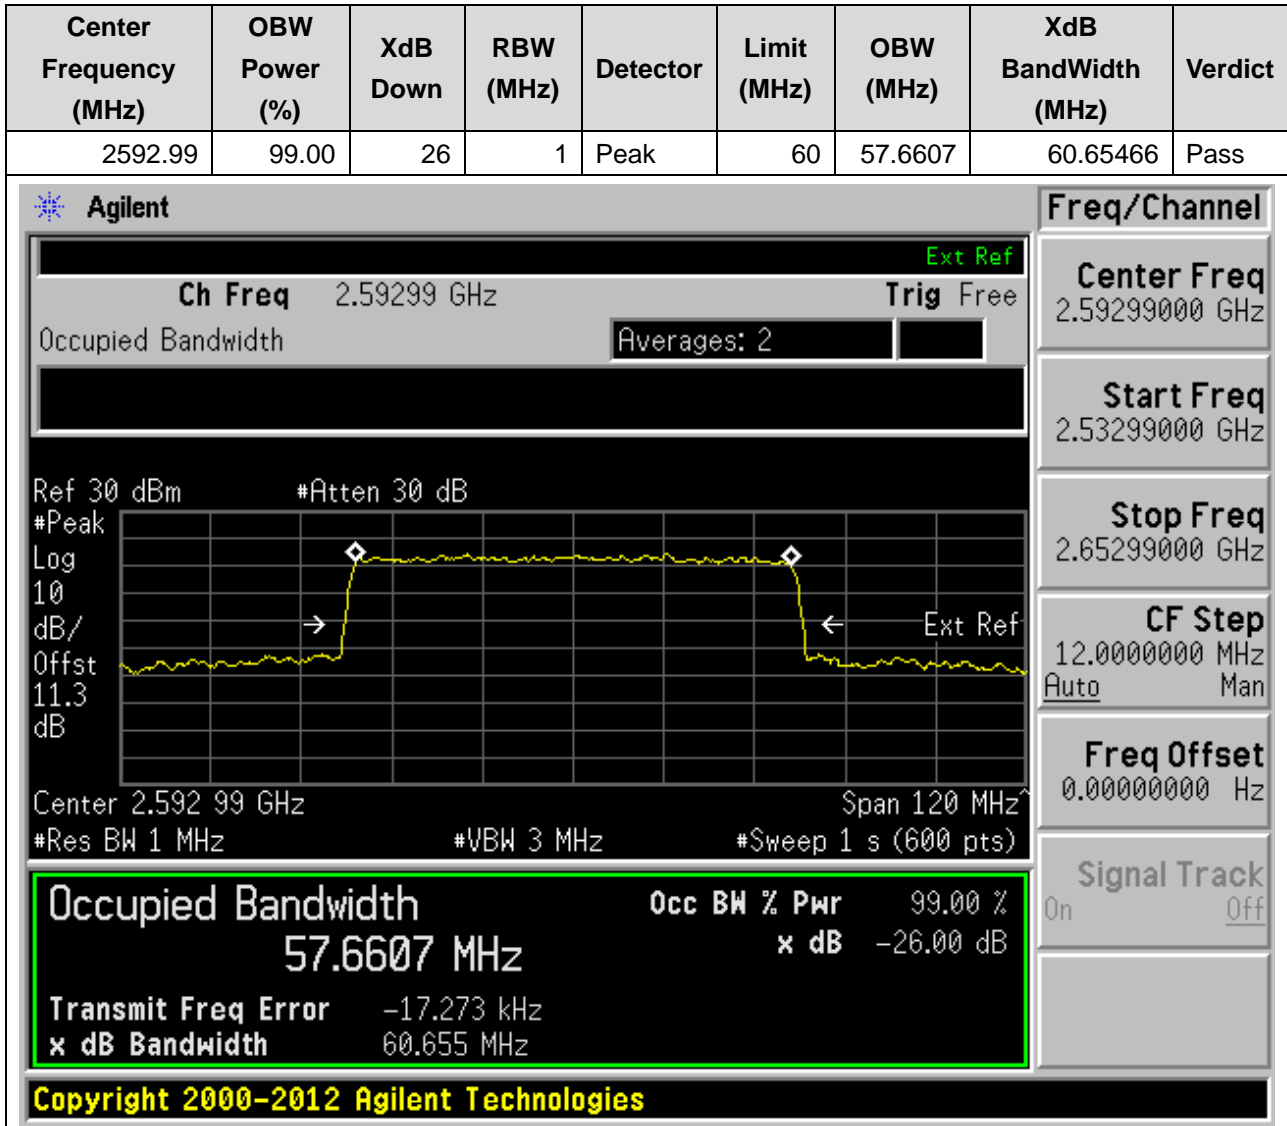 Center Frequency (MHz) OBW Power (%) XdB Down RBW (MHz) Detector Limit (MHz) OBW (MHz) XdB BandWidth (MHz) Verdict
2592.99 99.00 26 1 Peak 60 57.6607 60.65466 Pass
Agilent
Freq/Channel
Ext Ref
Ch Freq 2.59299 GHz Trig Free
Occupied Bandwidth Averages: 2
Ref 30 dBm #Atten 30 dB
#Peak
Log
10
dB/
Offst
11.3
dB
Ext Ref
Center 2.592 99 GHz Span 120 MHz^
#Res BW 1 MHz #VBW 3 MHz #Sweep 1 s (600 pts)
Occupied Bandwidth
57.6607 MHz
Occ BW % Pwr 99.00 %
x dB -26.00 dB
Transmit Freq Error -17.273 kHz
x dB Bandwidth 60.655 MHz
Center Freq
2.59299000 GHz
Start Freq
2.53299000 GHz
Stop Freq
2.65299000 GHz
CF Step
12.0000000 MHz
Auto Man
Freq Offset
0.00000000 Hz
Signal Track
On Off
Copyright 2000-2012 Agilent Technologies